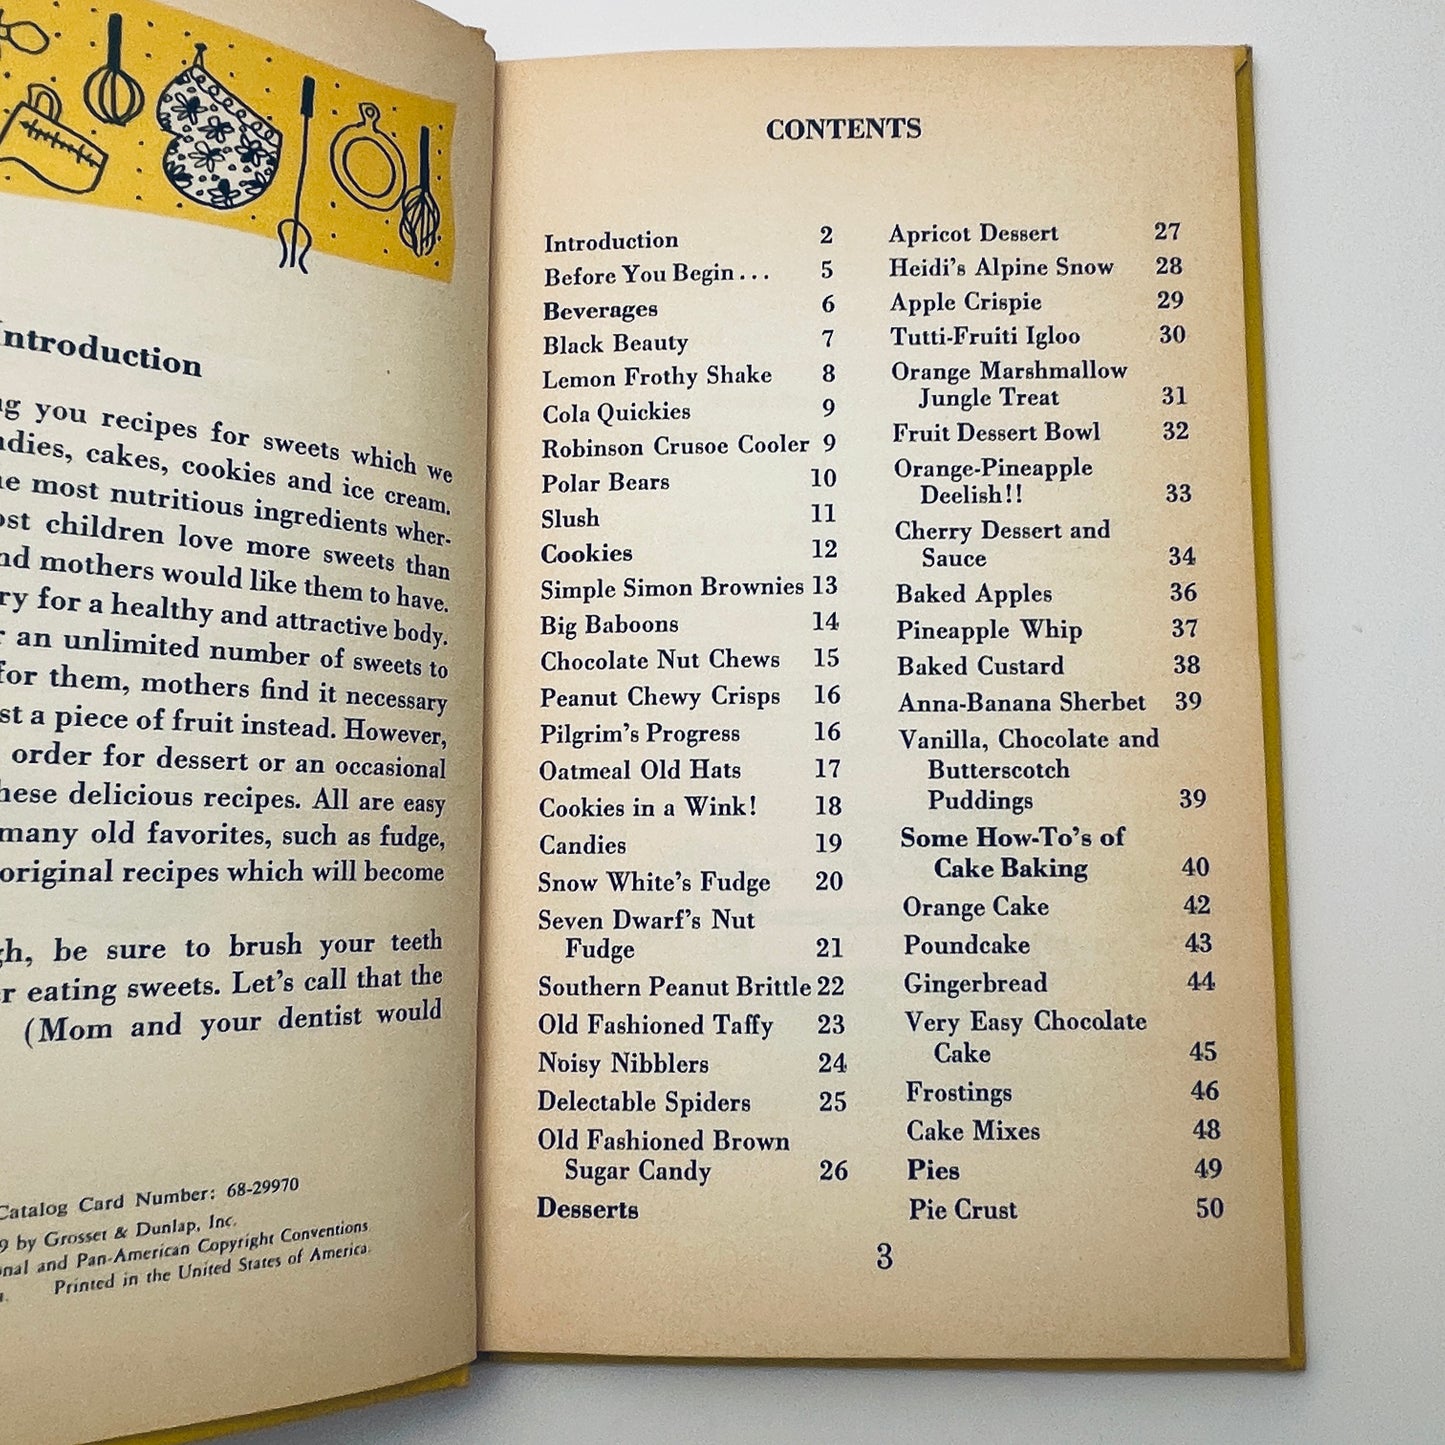 Introduction
you recipes for sweets which we
cakes, cookies and ice cream.
most nutritious ingredients wher-
children love more sweets than
mothers would like them to have.
for a healthy and attractive body.
an unlimited number of sweets to
for them, mothers find it necessary
a piece of fruit instead. However,
order for dessert or an occasional
these delicious recipes. All are easy
many old favorites, such as fudge,
original recipes which will become
be sure to brush your teeth
eating sweets. Let's call that the
(Mom and your dentist would
Catalog Card Number: 68-29970
9 by Grosset & Dunlap, Inc.
and Pan-American Copyright Conventions
Printed in the United States of America.
CONTENTS
Introduction 2
Before You Begin... 5
Beverages 6
Black Beauty 7
Lemon Frothy Shake 8
Cola Quickies 9
Robinson Crusoe Cooler 9
Polar Bears 10
Slush 11
Cookies 12
Simple Simon Brownies 13
Big Baboons 14
Chocolate Nut Chews 15
Peanut Chewy Crisps 16
Pilgrim's Progress 16
Oatmeal Old Hats 17
Cookies in a Wink! 18
Candies 19
Snow White's Fudge 20
Seven Dwarf's Nut
Fudge 21
Southern Peanut Brittle 22
Old Fashioned Taffy 23
Noisy Nibblers 24
Delectable Spiders 25
Old Fashioned Brown
Sugar Candy 26
Desserts
Apricot Dessert 27
Heidi's Alpine Snow 28
Apple Crispie 29
Tutti-Fruiti Igloo 30
Orange Marshmallow
Jungle Treat 31
Fruit Dessert Bowl 32
Orange-Pineapple
Deelish!! 33
Cherry Dessert and
Sauce 34
Baked Apples 36
Pineapple Whip 37
Baked Custard 38
Anna-Banana Sherbet 39
Vanilla, Chocolate and
Butterscotch
Puddings 39
Some How-To's of
Cake Baking 40
Orange Cake 42
Poundcake 43
Gingerbread 44
Very Easy Chocolate
Cake 45
Frostings 46
Cake Mixes 48
Pies 49
Pie Crust 50
3